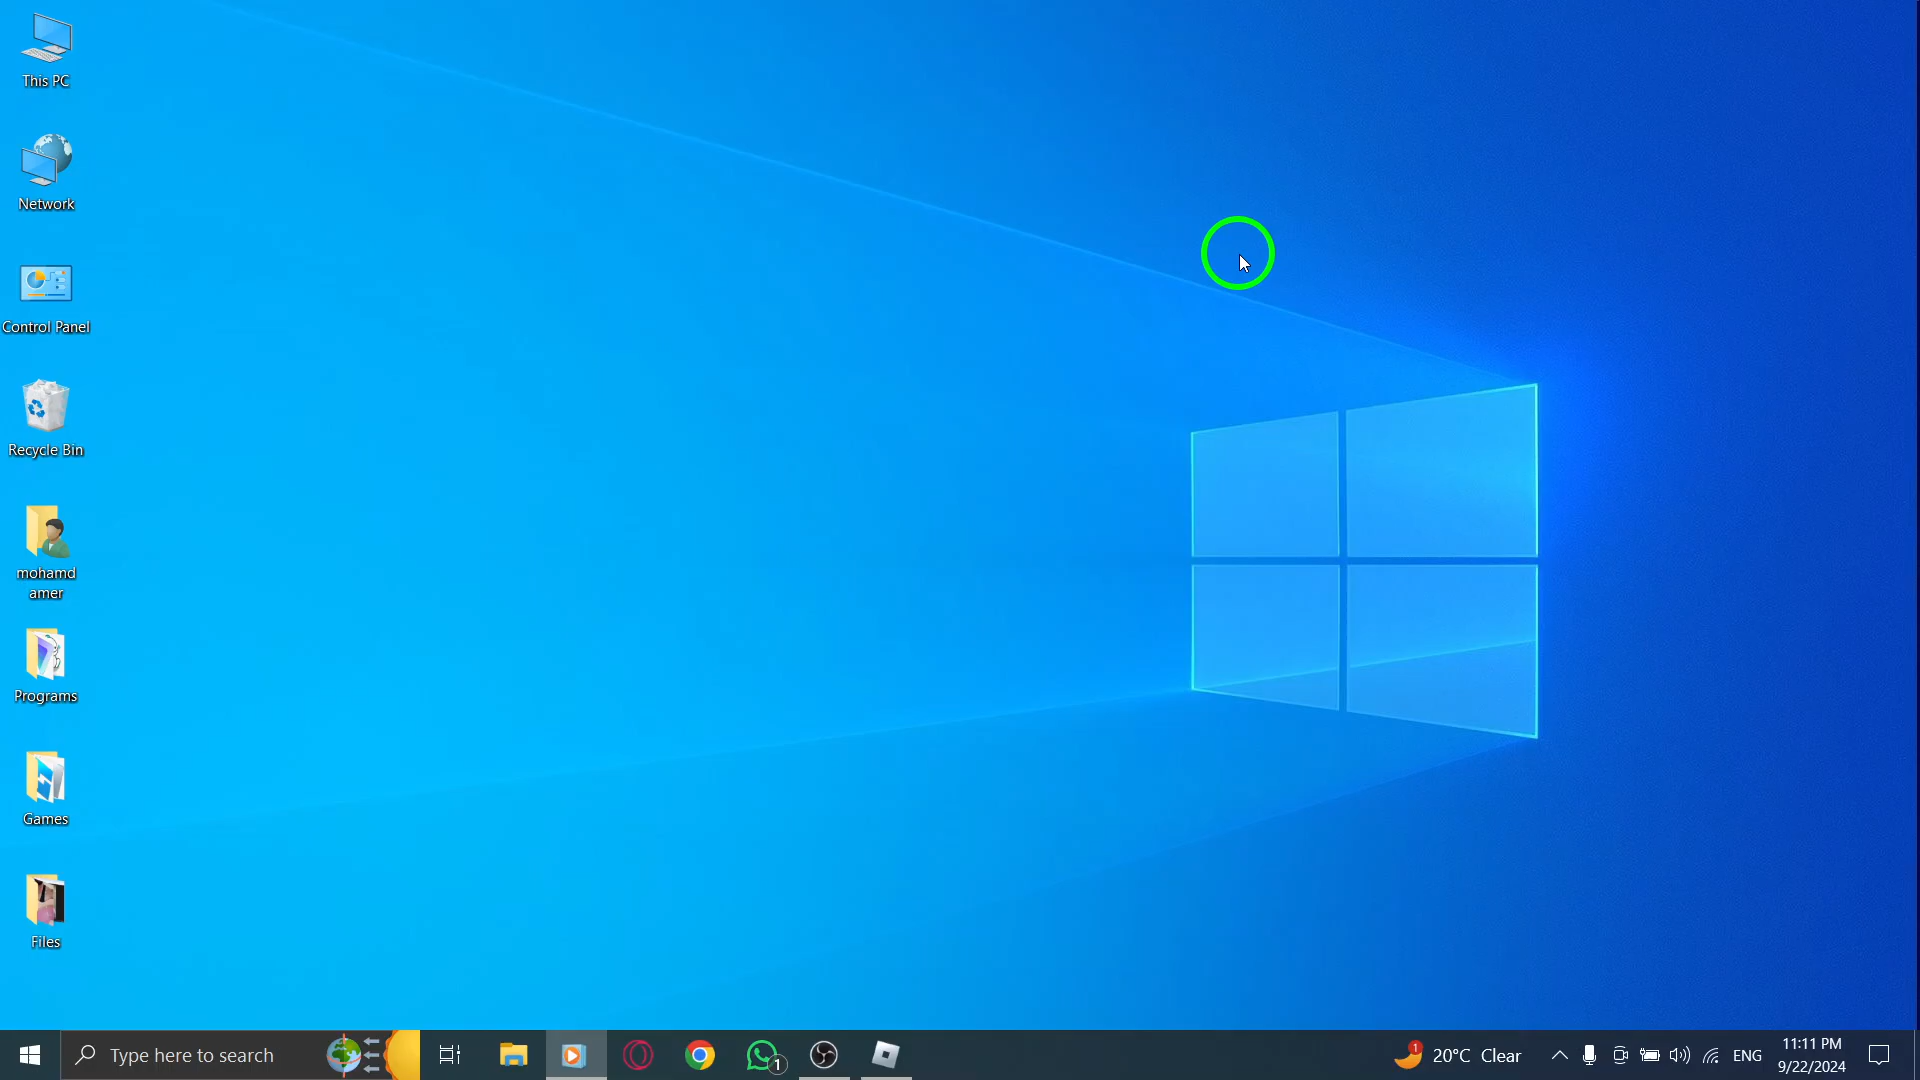 This PC
Network
Control Panel
Recycle Bin
mohamd
amer
Programs
Games
Files
Type here to search
1
1
20°C Clear
ENG
11:11 PM
9/22/2024